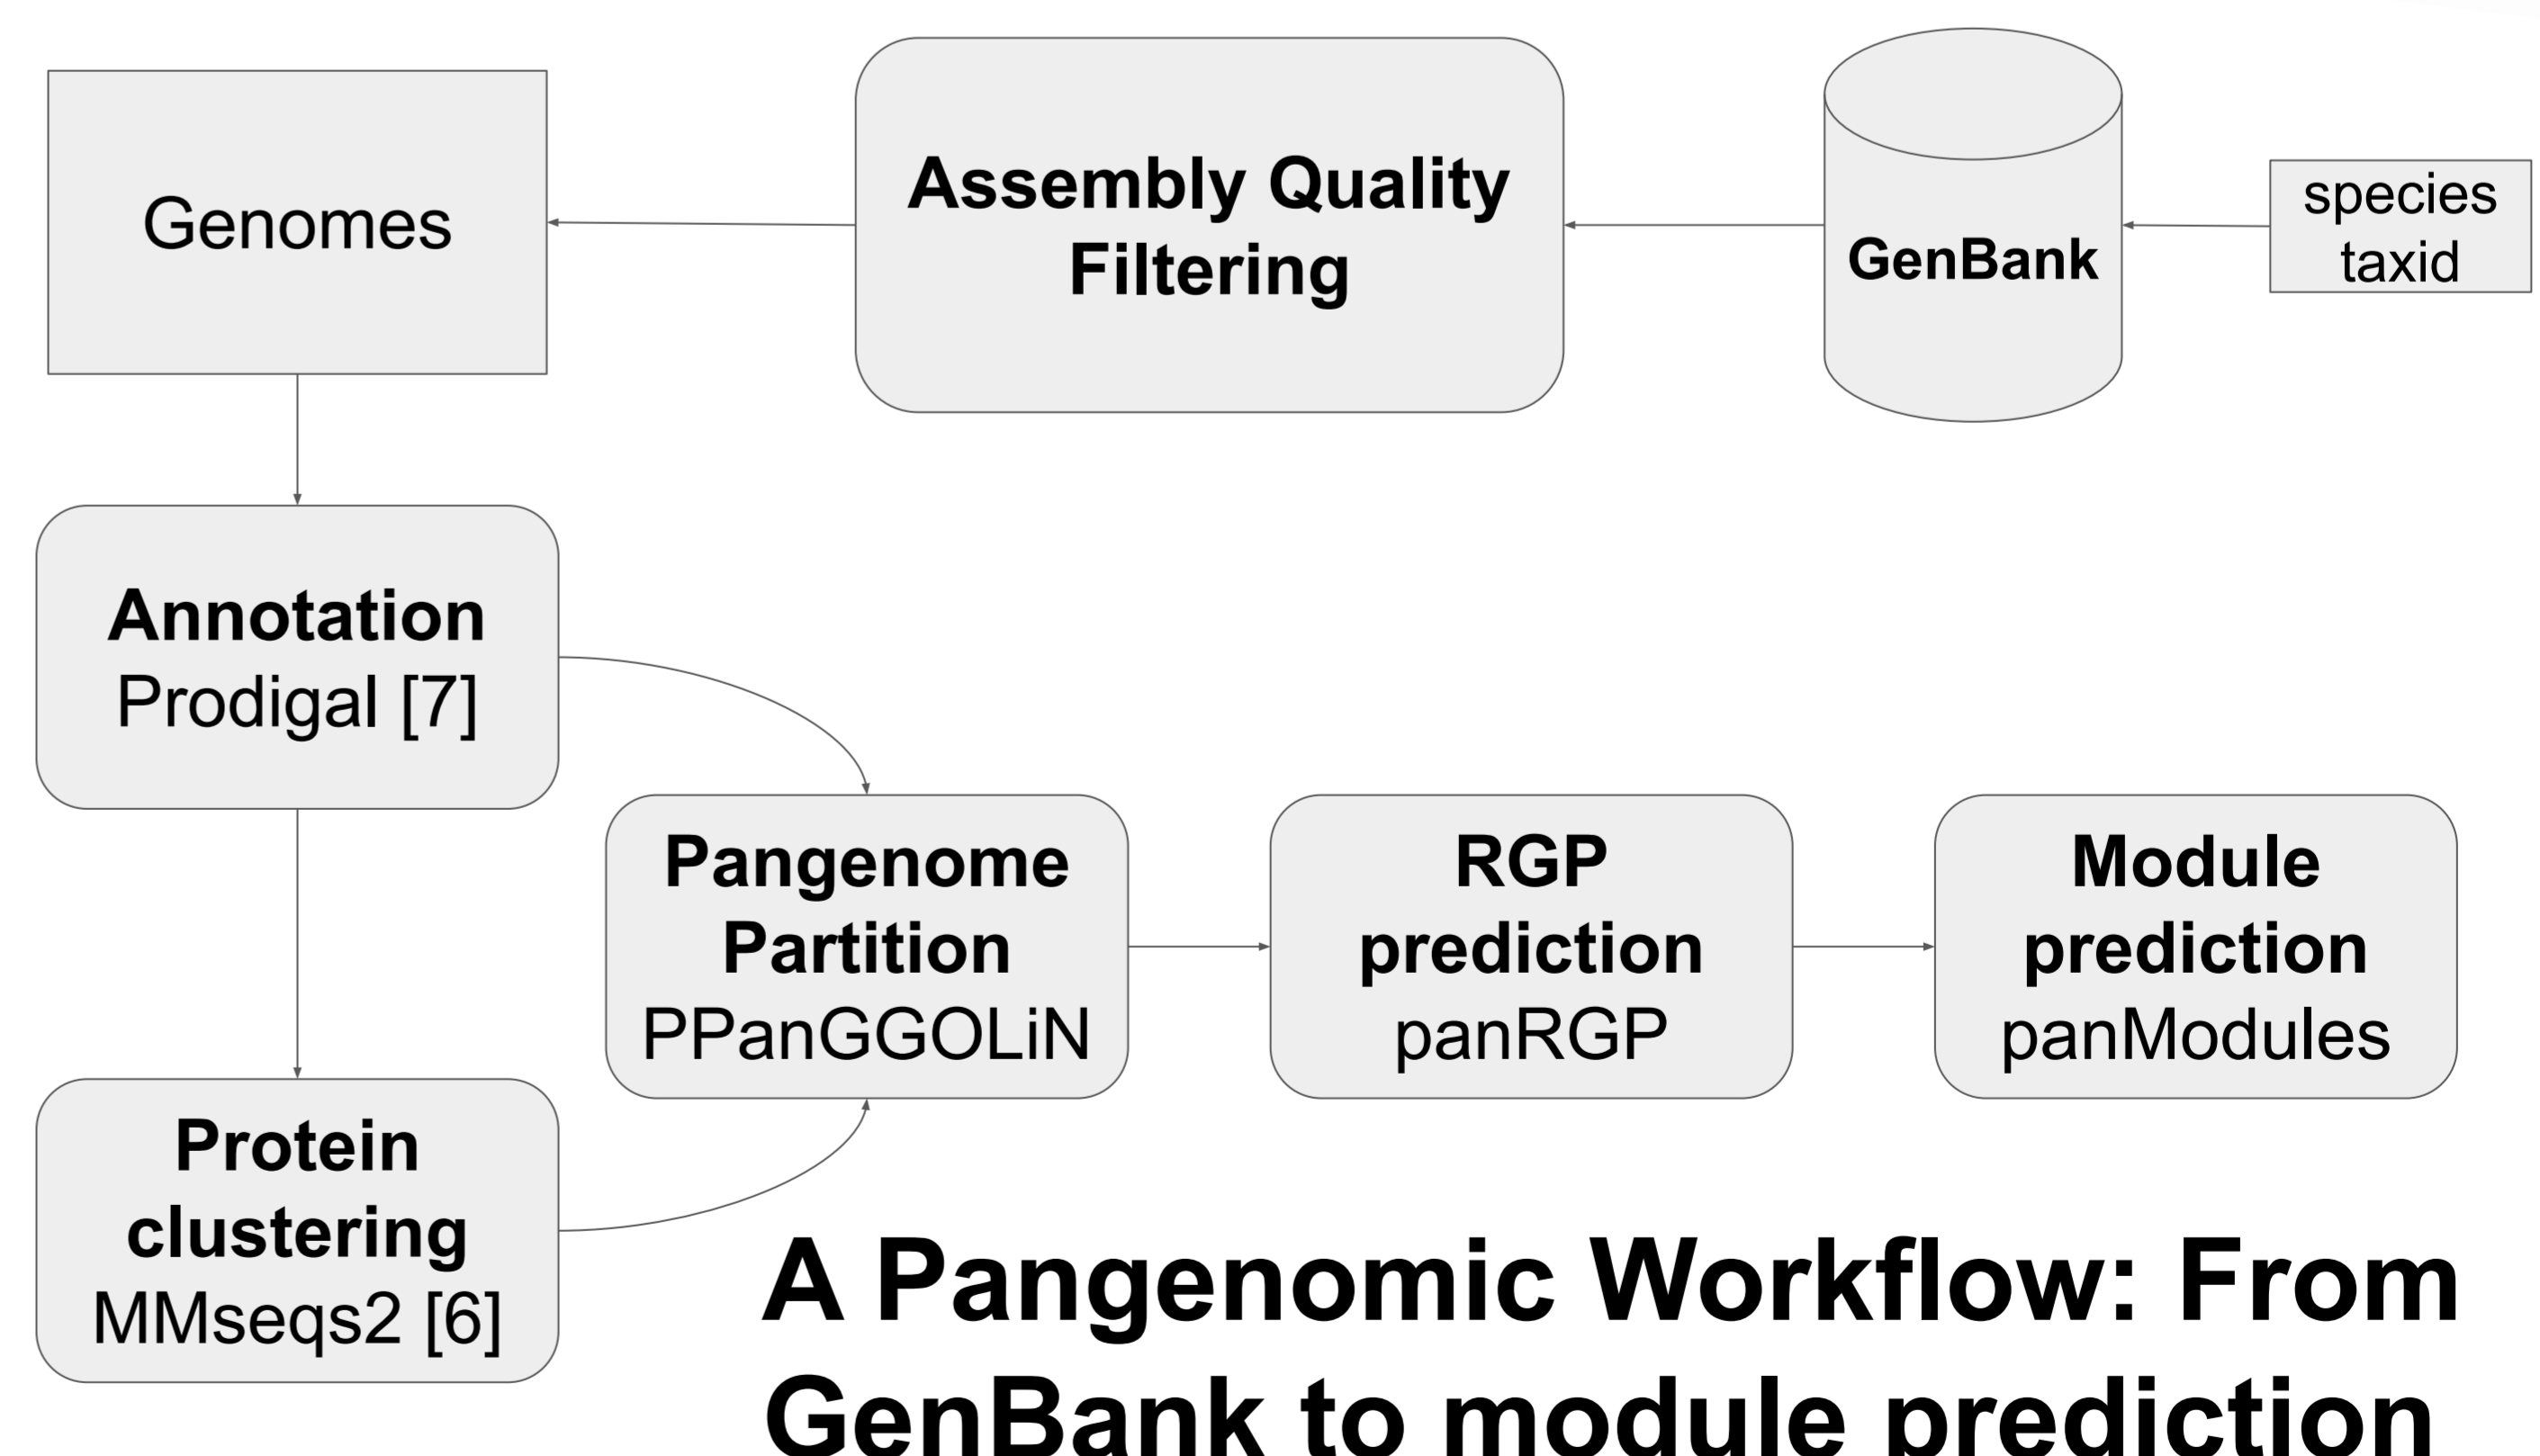 Genomes
Assembly Quality
Filtering
GenBank
species
taxid
Annotation
Prodigal [7]
Pangenome
Partition
PPanGGOLiN
RGP
prediction
panRGP
Module
prediction
panModules
Protein
clustering
MMseqs2 [6]
A Pangenomic Workflow: From
GenBank to module prediction